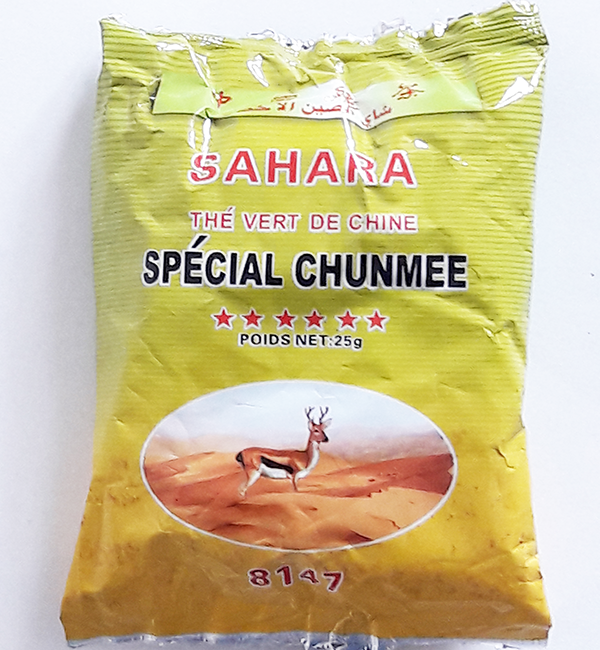 شاي الصين الأخضر
SAHARA
THÉ VERT DE CHINE
SPÉCIAL CHUNMEE
POIDS NET:25g
8147